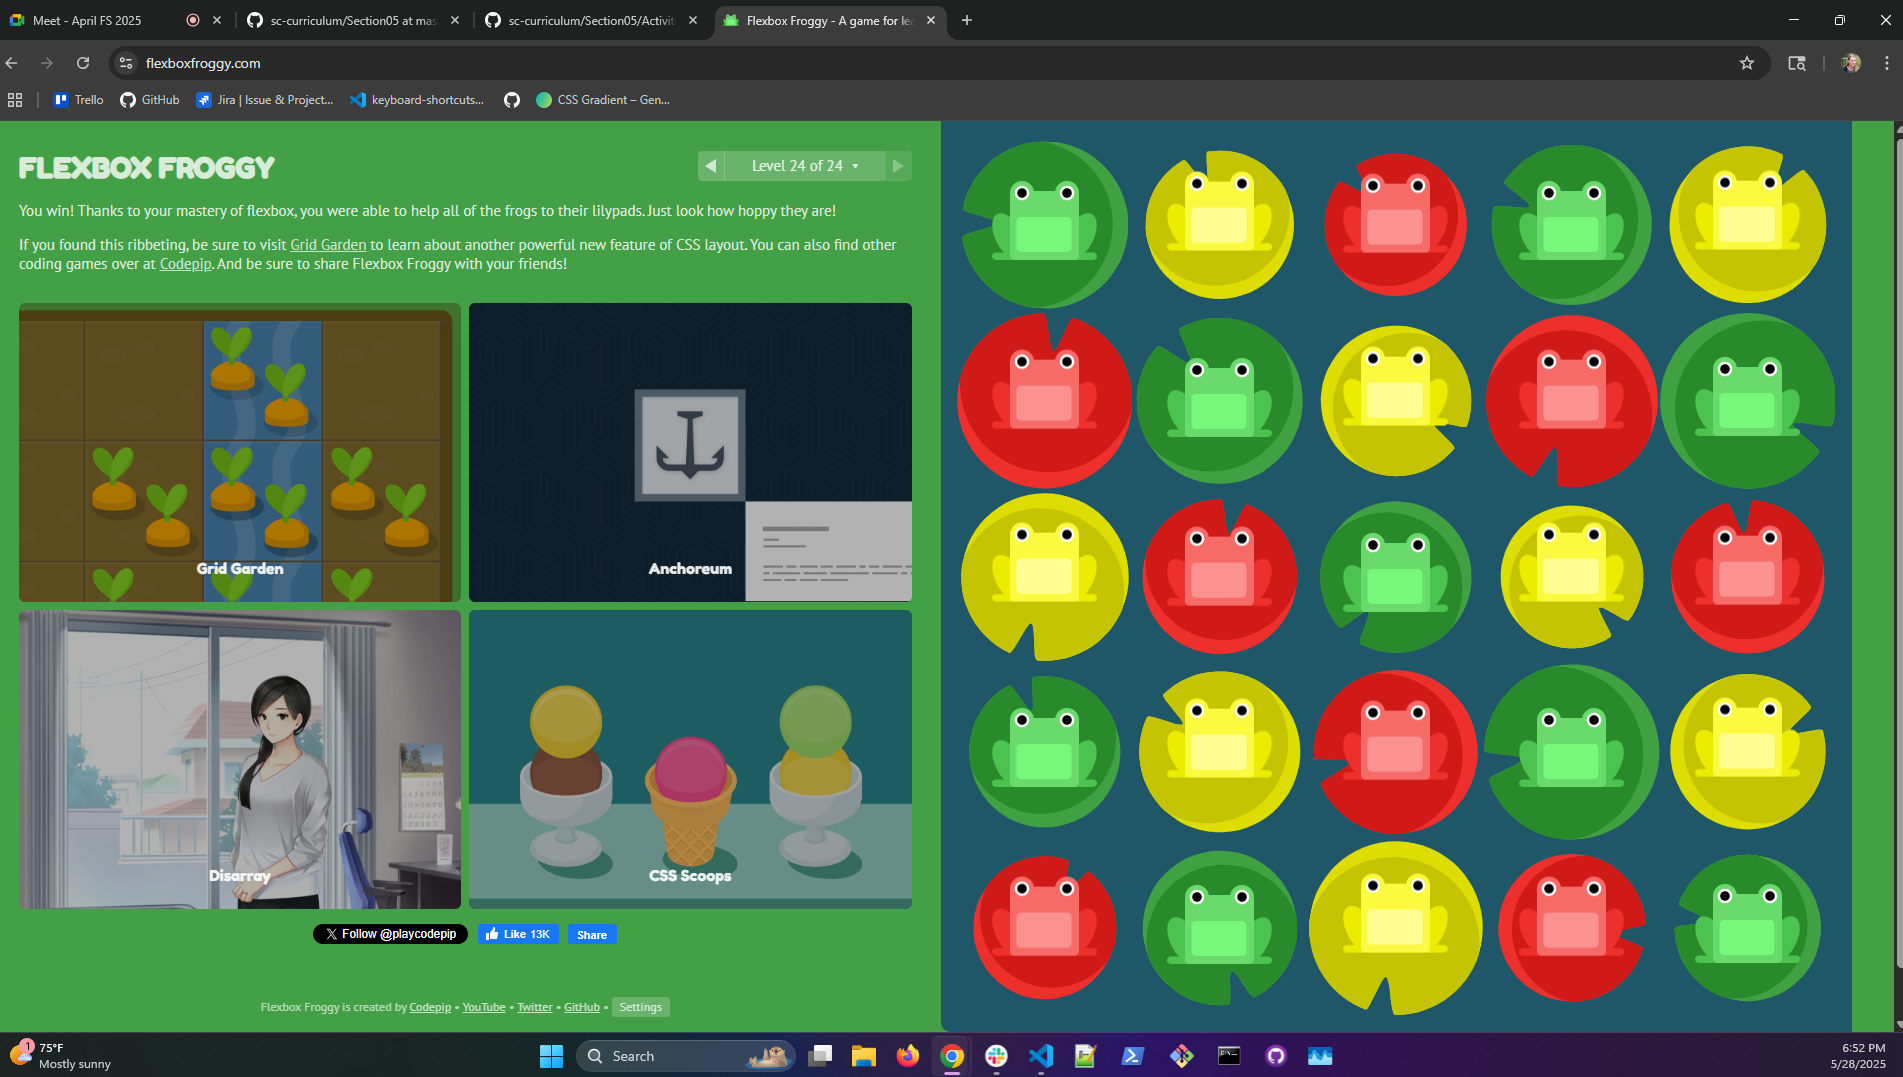 Meet - April FS 2025
sc-curriculum/Section05 at mas
sc-curriculum/Section05/Activit
Flexbox Froggy - A game for lea
flexboxfroggy.com
Trello
GitHub
Jira | Issue & Project...
keyboard-shortcuts...
CSS Gradient – Gen...
FLEXBOX FROGGY
Level 24 of 24
You win! Thanks to your mastery of flexbox, you were able to help all of the frogs to their lilypads. Just look how hoppy they are!
If you found this ribbeting, be sure to visit Grid Garden to learn about another powerful new feature of CSS layout. You can also find other
coding games over at Codepip. And be sure to share Flexbox Froggy with your friends!
Grid Garden
Anchoreum
Disarray
CSS Scoops
Follow @playcodepip
Like 13K
Share
Flexbox Froggy is created by Codepip • YouTube • Twitter • GitHub •
Settings
1
75°F
Mostly sunny
Search
6:52 PM
5/28/2025